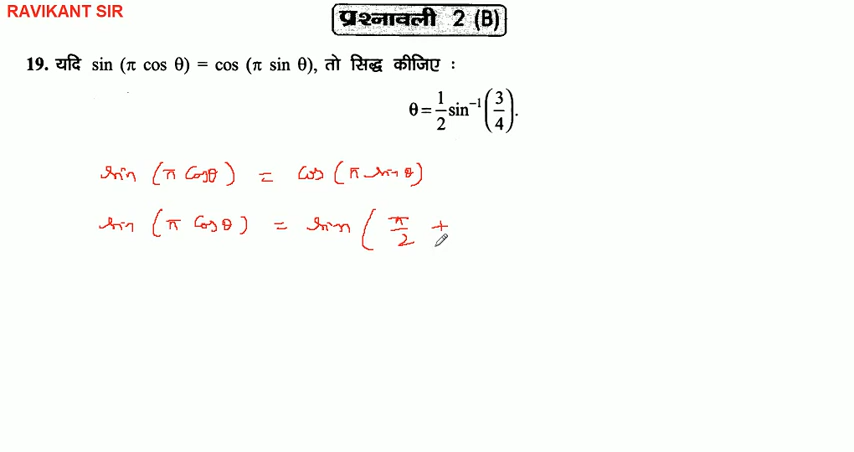 RAVIKANT SIR
प्रश्नावली 2 (B)
19. यदि sin (π cos θ) = cos (π sin θ), तो सिद्ध कीजिए :
θ = 1/2 sin⁻¹(3/4).
sin (π cosθ) = cos (π sin θ)
sin (π cosθ) = sin (π/2 +